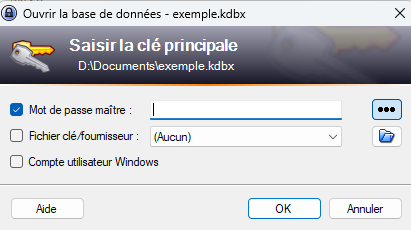 Ouvrir la base de données - exemple.kdbx
Saisir la clé principale
D:\Documents\exemple.kdbx
Mot de passe maître :
Fichier clé/fournisseur : (Aucun)
Compte utilisateur Windows
Aide OK Annuler